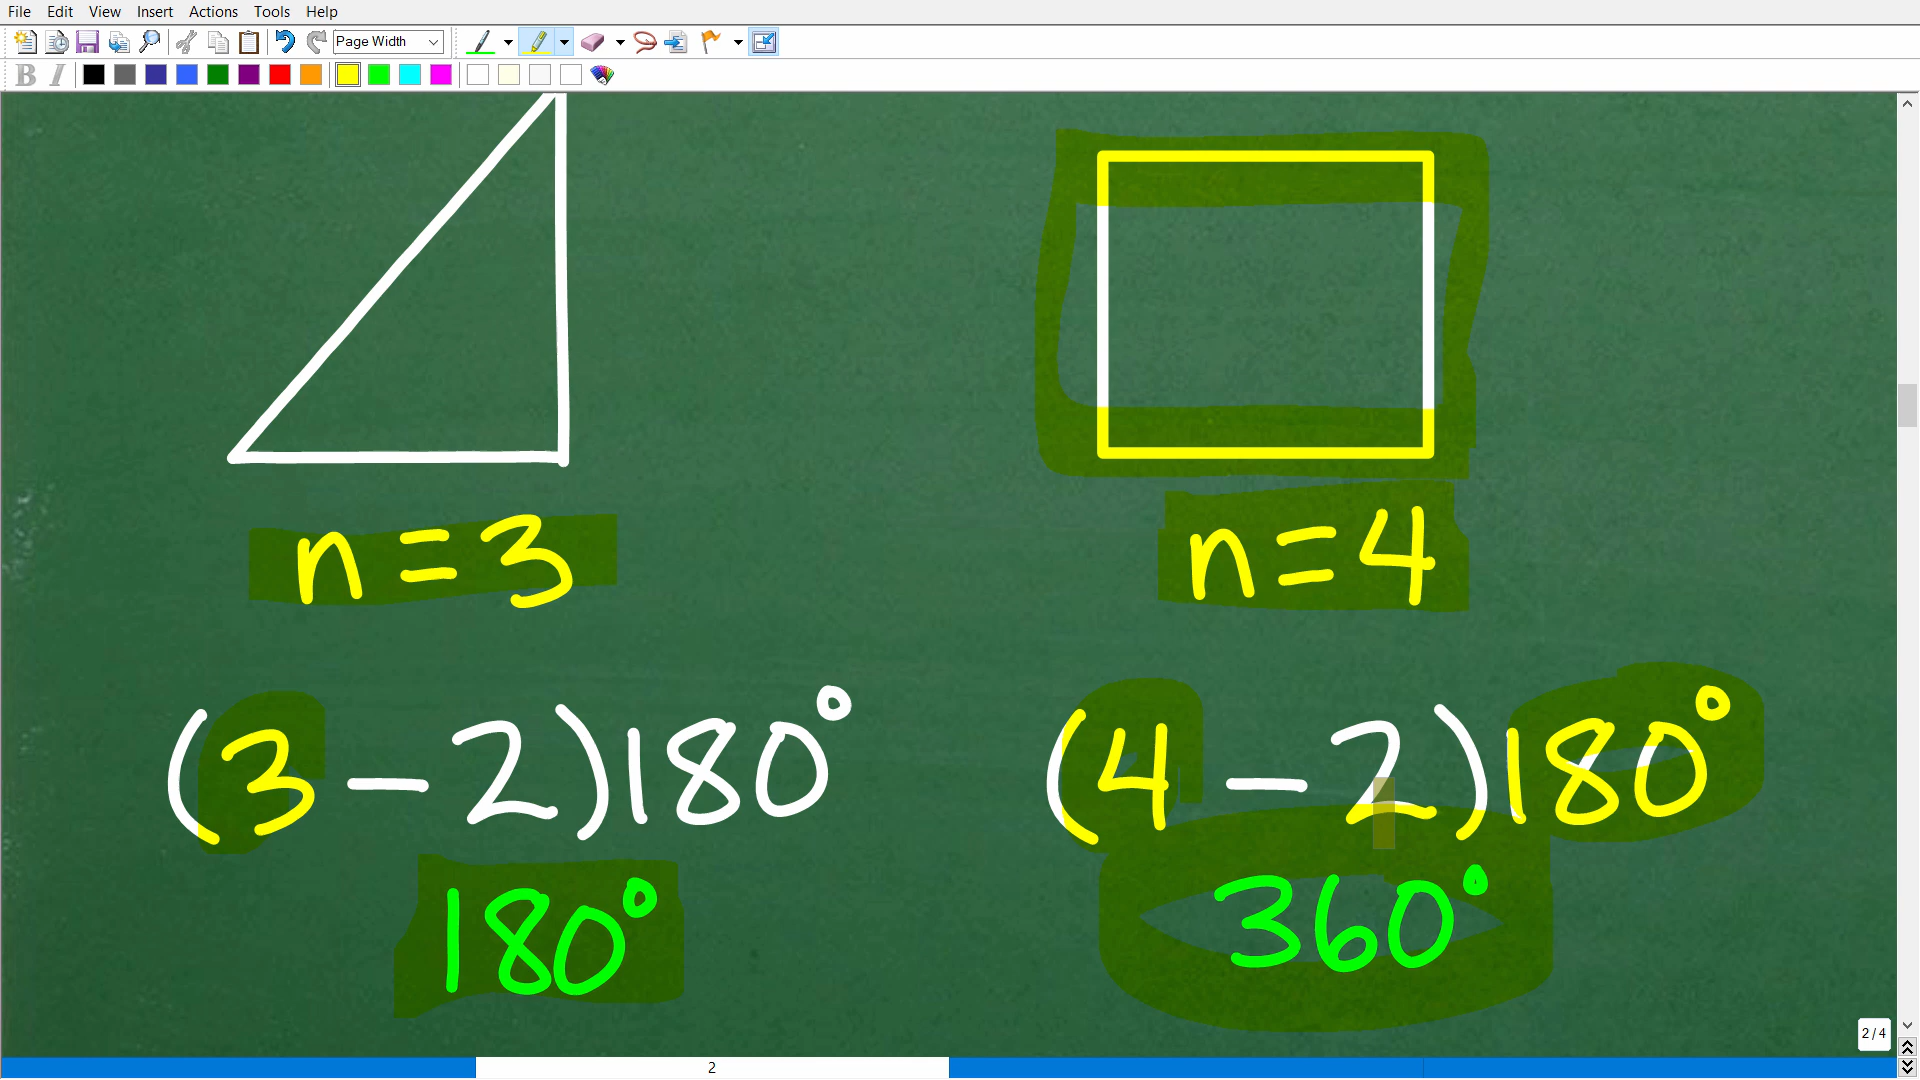 File Edit View Insert Actions Tools Help
Page Width
B I
n = 3
n = 4
(3 – 2)180°
(4 – 2)180°
180°
360°
2 / 4
2